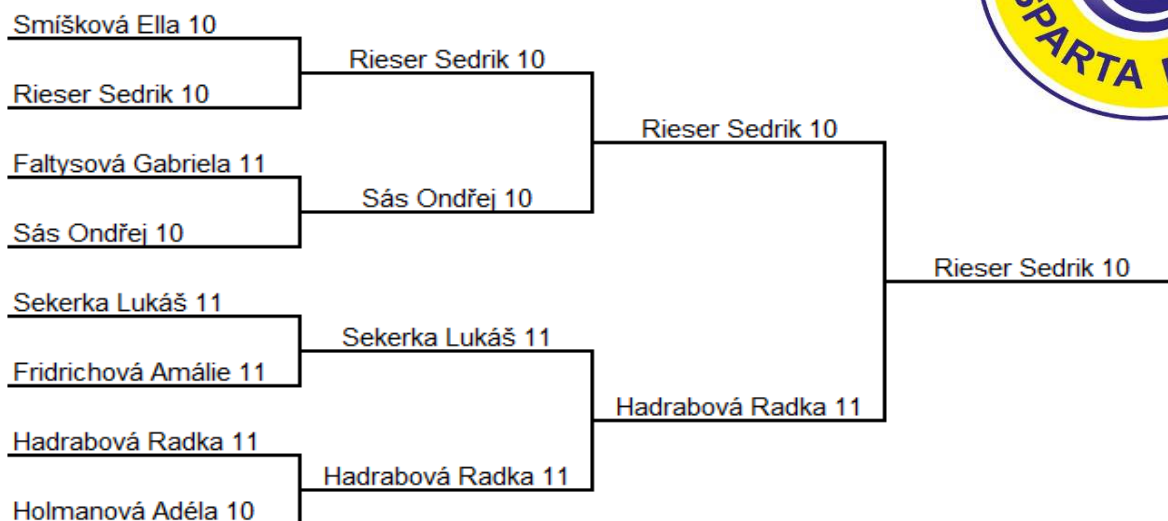 Smíšková Ella 10
Rieser Sedrik 10
Rieser Sedrik 10
Faltysová Gabriela 11
Sás Ondřej 10
Sás Ondřej 10
Rieser Sedrik 10
Sekerka Lukáš 11
Fridrichová Amálie 11
Sekerka Lukáš 11
Hadrabová Radka 11
Holmanová Adéla 10
Hadrabová Radka 11
Hadrabová Radka 11
Rieser Sedrik 10
SPARTA